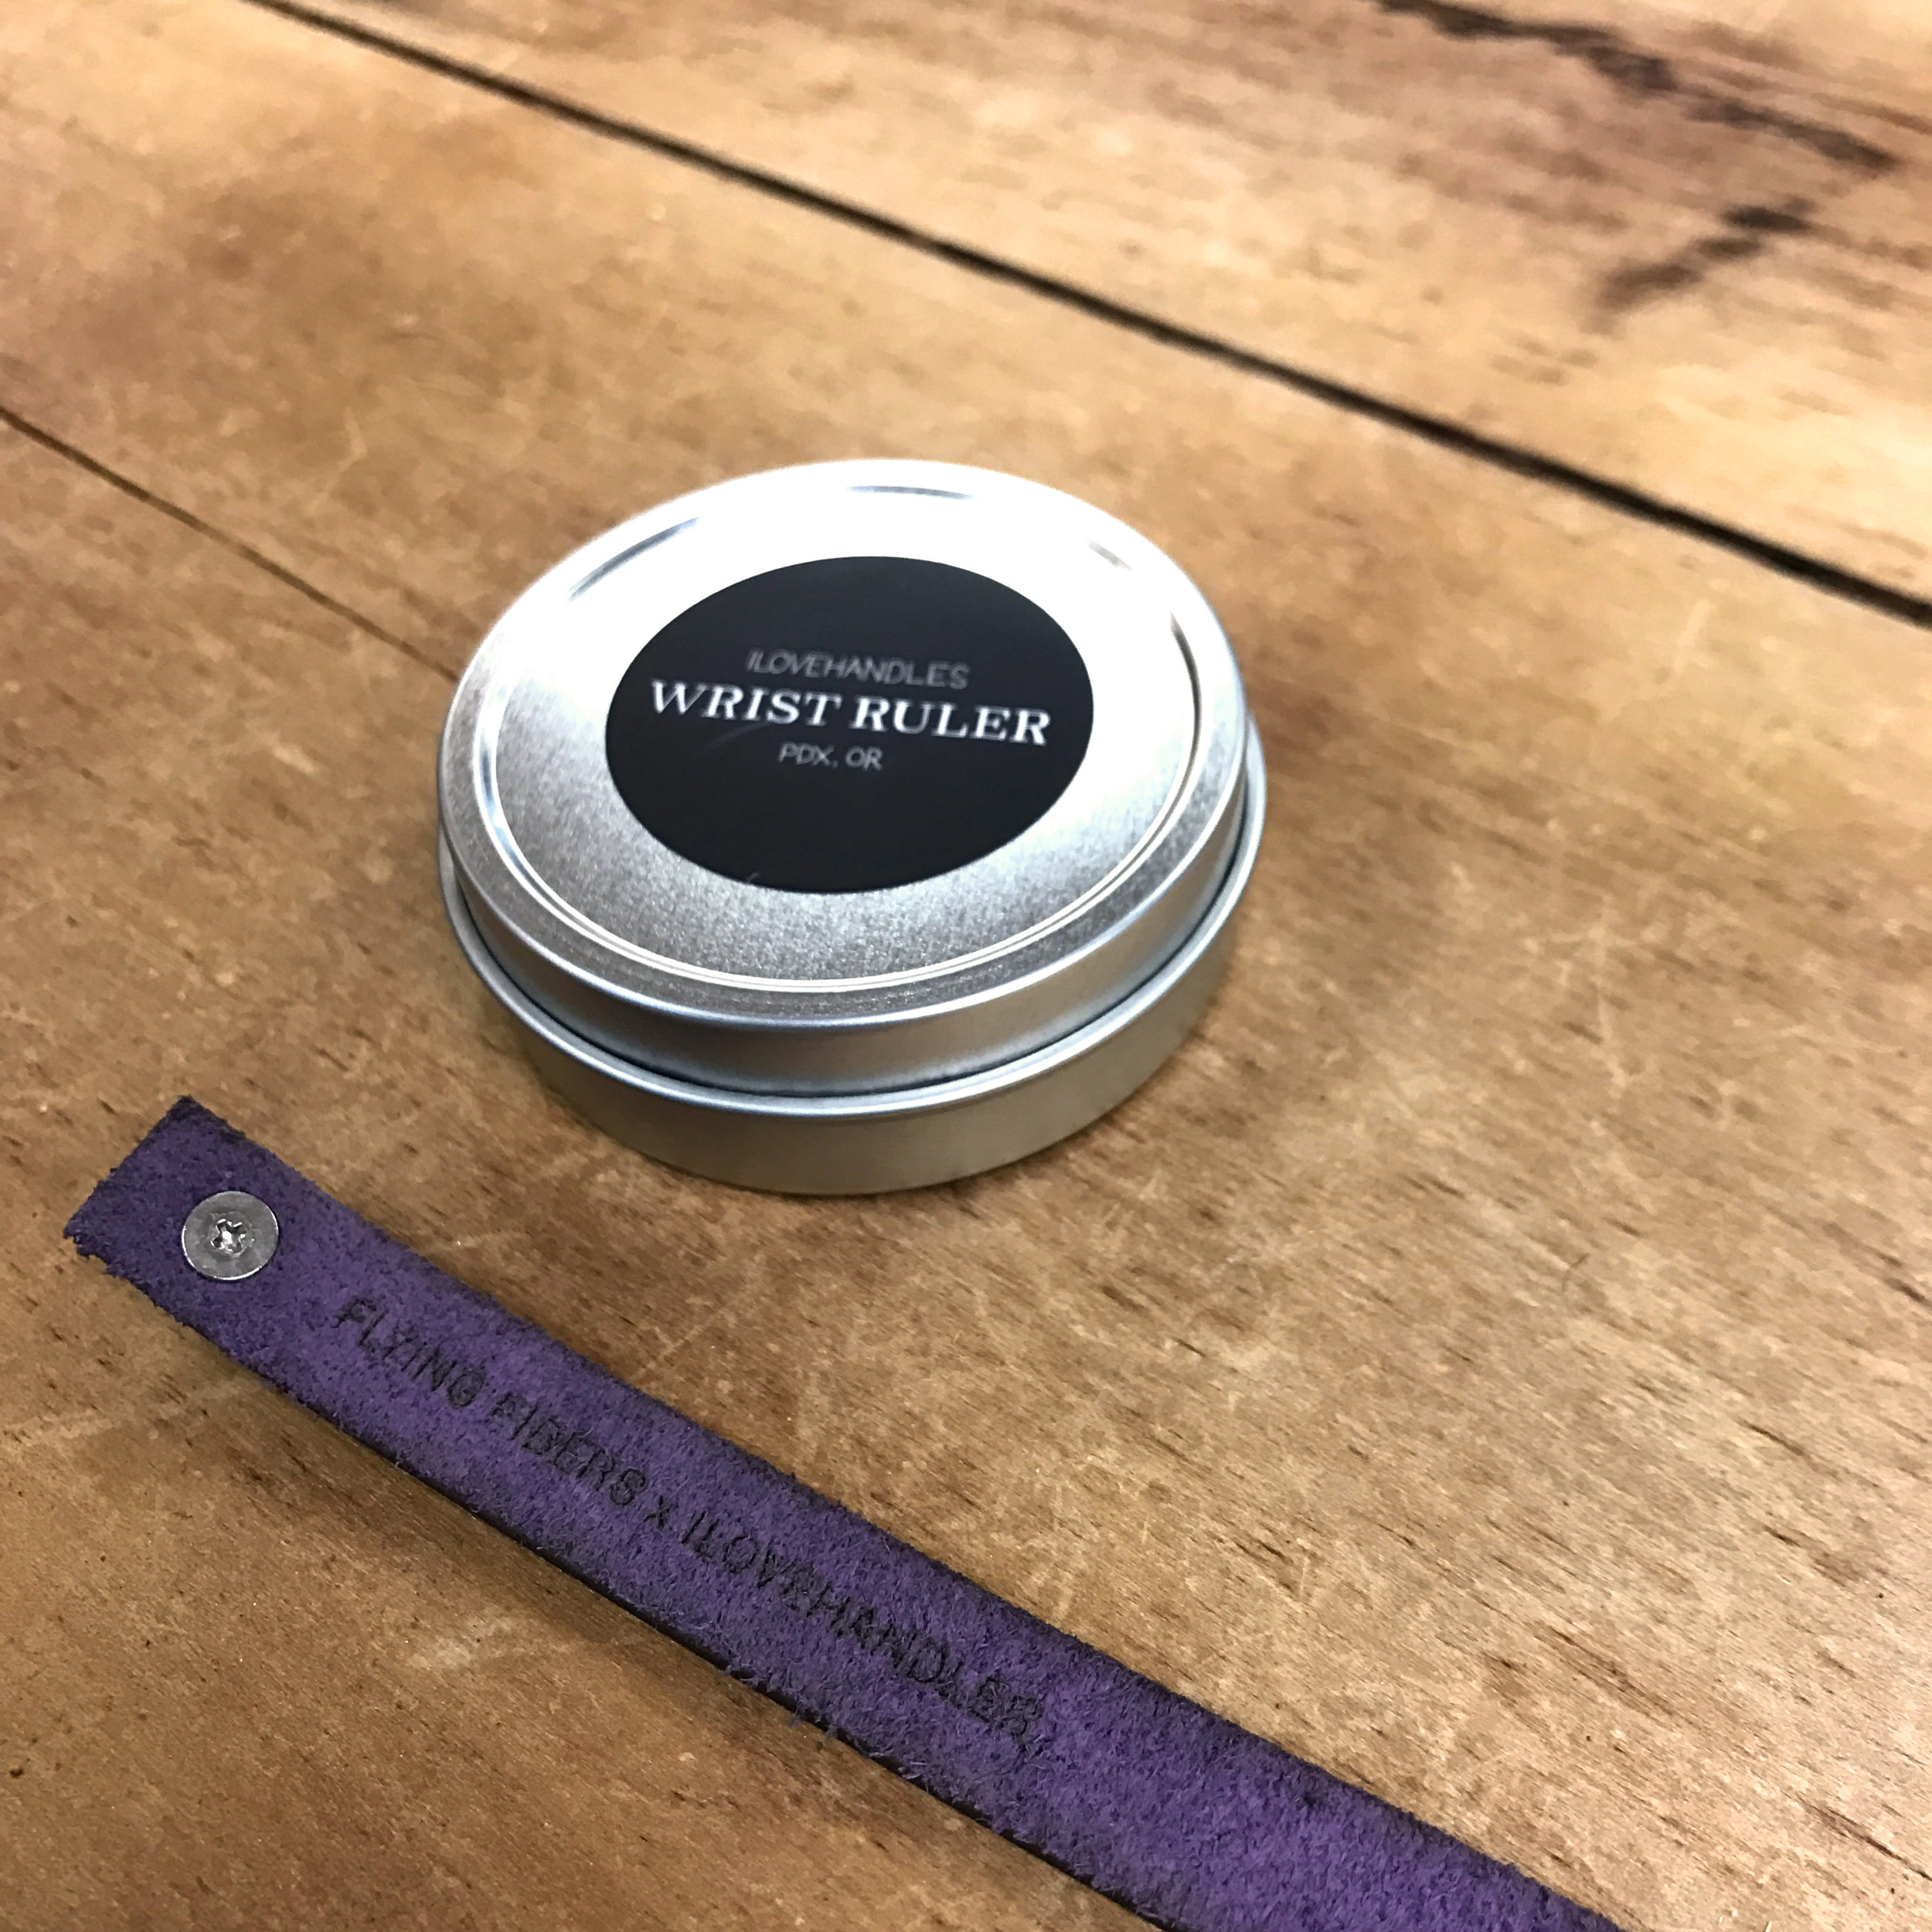 ILOVEHANDLES
WRIST RULER
PDX, OR
FLYING FIBERS x ILOVEHANDLES